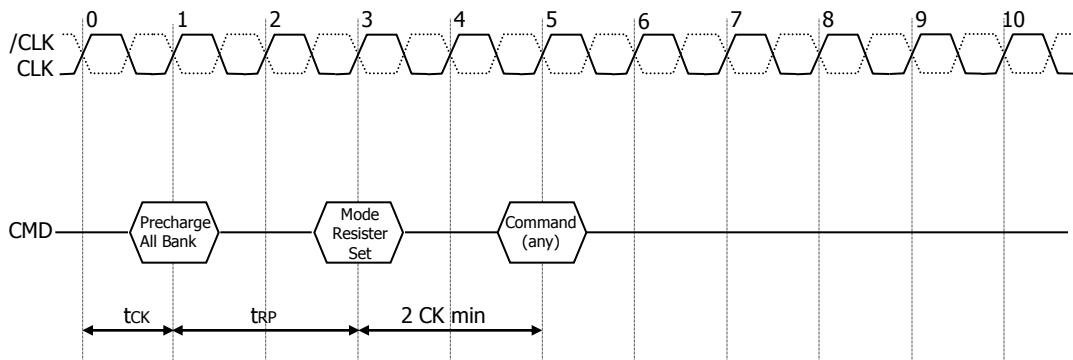 0 1 2 3 4 5 6 7 8 9 10
/CLK
CLK
CMD
Precharge
All Bank
Mode
Resister
Set
Command
(any)
tCK
tRP
2 CK min